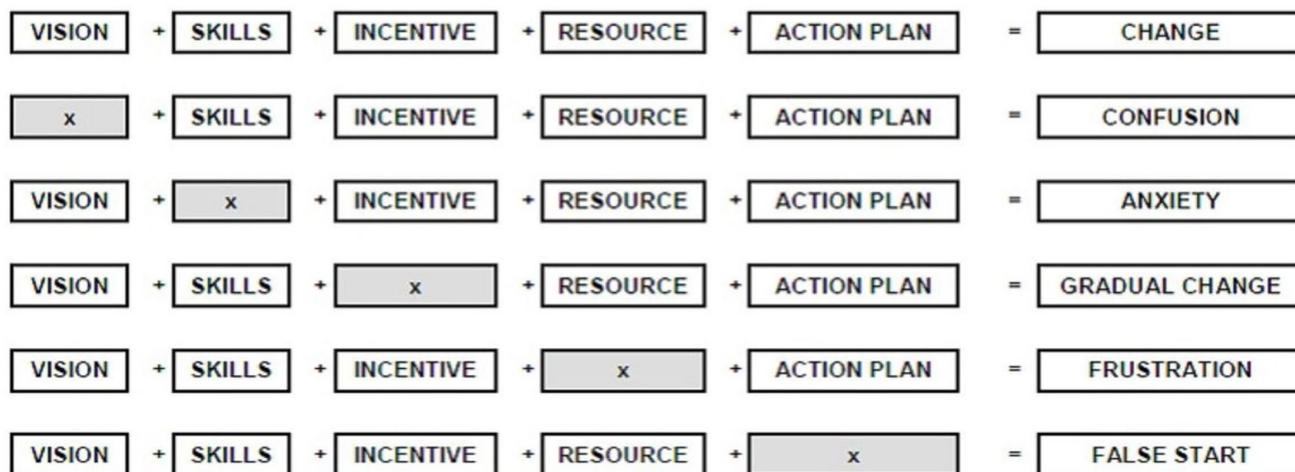 VISION + SKILLS + INCENTIVE + RESOURCE + ACTION PLAN = CHANGE
x + SKILLS + INCENTIVE + RESOURCE + ACTION PLAN = CONFUSION
VISION + x + INCENTIVE + RESOURCE + ACTION PLAN = ANXIETY
VISION + SKILLS + x + RESOURCE + ACTION PLAN = GRADUAL CHANGE
VISION + SKILLS + INCENTIVE + x + ACTION PLAN = FRUSTRATION
VISION + SKILLS + INCENTIVE + RESOURCE + x = FALSE START